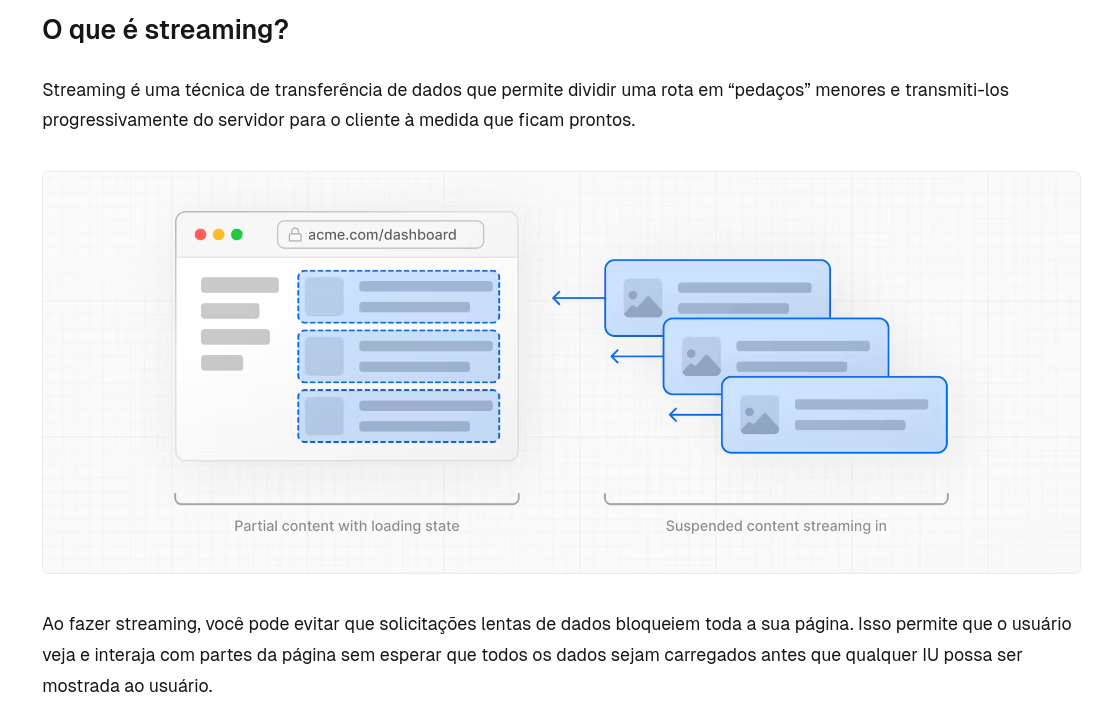 O que é streaming?
Streaming é uma técnica de transferência de dados que permite dividir uma rota em “pedaços” menores e transmiti-los
progressivamente do servidor para o cliente à medida que ficam prontos.
acme.com/dashboard
Partial content with loading state
Suspended content streaming in
Ao fazer streaming, você pode evitar que solicitações lentas de dados bloqueiem toda a sua página. Isso permite que o usuário
veja e interaja com partes da página sem esperar que todos os dados sejam carregados antes que qualquer IU possa ser
mostrada ao usuário.